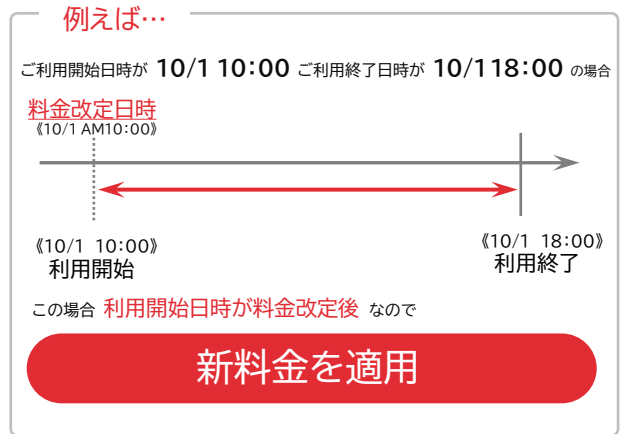 例えば…
ご利用開始日時が 10/1 10:00 ご利用終了日時が 10/1 18:00 の場合
料金改定日時
《10/1 AM10:00》
《10/1 10:00》
利用開始
《10/1 18:00》
利用終了
この場合 利用開始日時が料金改定後 なので
新料金を適用